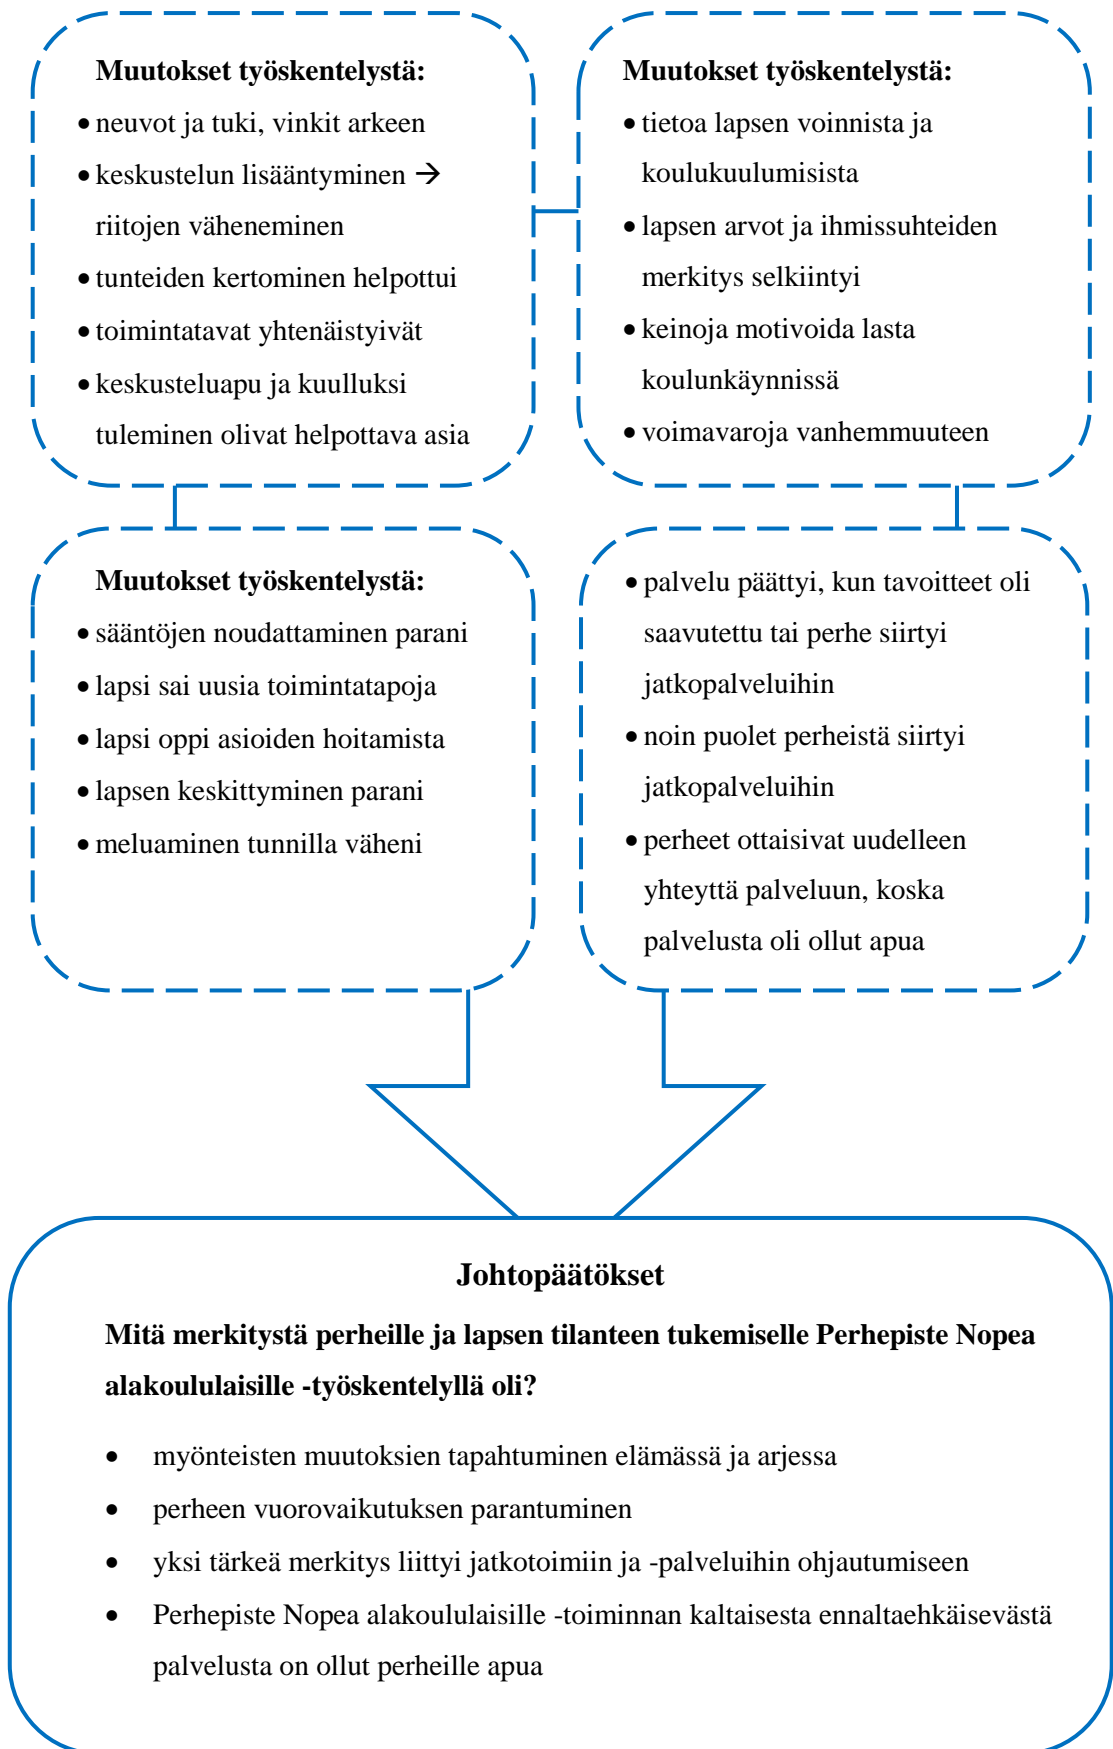 Muutokset työskentelystä:
• neuvot ja tuki, vinkit arkeen
• keskustelun lisääntyminen →
riitojen väheneminen
• tunteiden kertominen helpottui
• toimintatavat yhtenäistyivät
• keskusteluapu ja kuulluksi
tuleminen olivat helpottava asia
Muutokset työskentelystä:
• tietoa lapsen voinnista ja
koulukuulumisista
• lapsen arvot ja ihmissuhteiden
merkitys selkiintyi
• keinoja motivoida lasta
koulunkäynnissä
• voimavaroja vanhemmuuteen
Muutokset työskentelystä:
• sääntöjen noudattaminen parani
• lapsi sai uusia toimintatapoja
• lapsi oppi asioiden hoitamista
• lapsen keskittyminen parani
• meluaminen tunnilla väheni
• palvelu päättyi, kun tavoitteet oli
saavutettu tai perhe siirtyi
jatkopalveluihin
• noin puolet perheistä siirtyi
jatkopalveluihin
• perheet ottaisivat uudelleen
yhteyttä palveluun, koska
palvelusta oli ollut apua
Johtopäätökset
Mitä merkitystä perheille ja lapsen tilanteen tukemiselle Perhepiste Nopea
alakoululaisille -työskentelyllä oli?
• myönteisten muutoksien tapahtuminen elämässä ja arjessa
• perheen vuorovaikutuksen parantuminen
• yksi tärkeä merkitys liittyi jatkotoimiin ja -palveluihin ohjautumiseen
• Perhepiste Nopea alakoululaisille -toiminnan kaltaisesta ennaltaehkäisevästä
palvelusta on ollut perheille apua